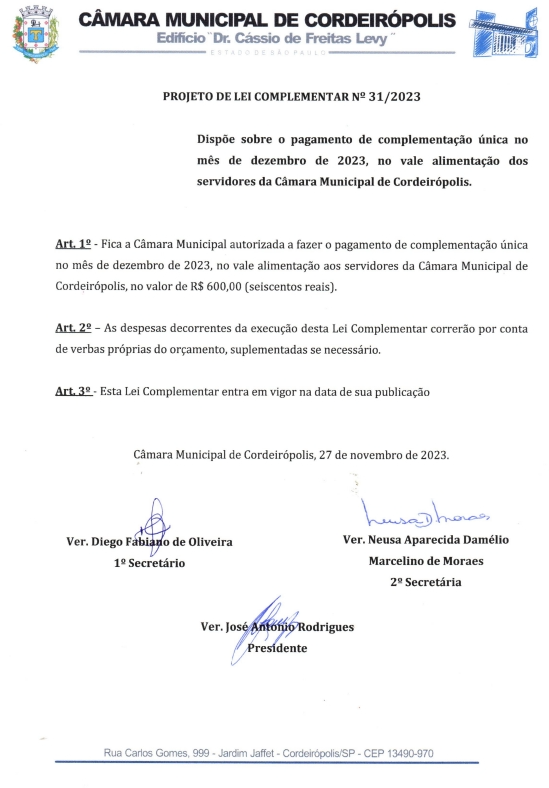 CÂMARA MUNICIPAL DE CORDEIRÓPOLIS
Edifício "Dr. Cássio de Freitas Levy"
ESTADO DE SÃO PAULO
PROJETO DE LEI COMPLEMENTAR Nº 31/2023
Dispõe sobre o pagamento de complementação única no
mês de dezembro de 2023, no vale alimentação dos
servidores da Câmara Municipal de Cordeirópolis.
Art. 1º - Fica a Câmara Municipal autorizada a fazer o pagamento de complementação única
no mês de dezembro de 2023, no vale alimentação aos servidores da Câmara Municipal de
Cordeirópolis, no valor de R$ 600,00 (seiscentos reais).
Art. 2º – As despesas decorrentes da execução desta Lei Complementar correrão por conta
de verbas próprias do orçamento, suplementadas se necessário.
Art. 3º - Esta Lei Complementar entra em vigor na data de sua publicação
Câmara Municipal de Cordeirópolis, 27 de novembro de 2023.
Ver. Diego Fabiano de Oliveira
1º Secretário
Neusa D Moraes
Ver. Neusa Aparecida Damélio
Marcelino de Moraes
2º Secretária
Ver. José Antonio Rodrigues
Presidente
Rua Carlos Gomes, 999 - Jardim Jaffet - Cordeirópolis/SP - CEP 13490-970